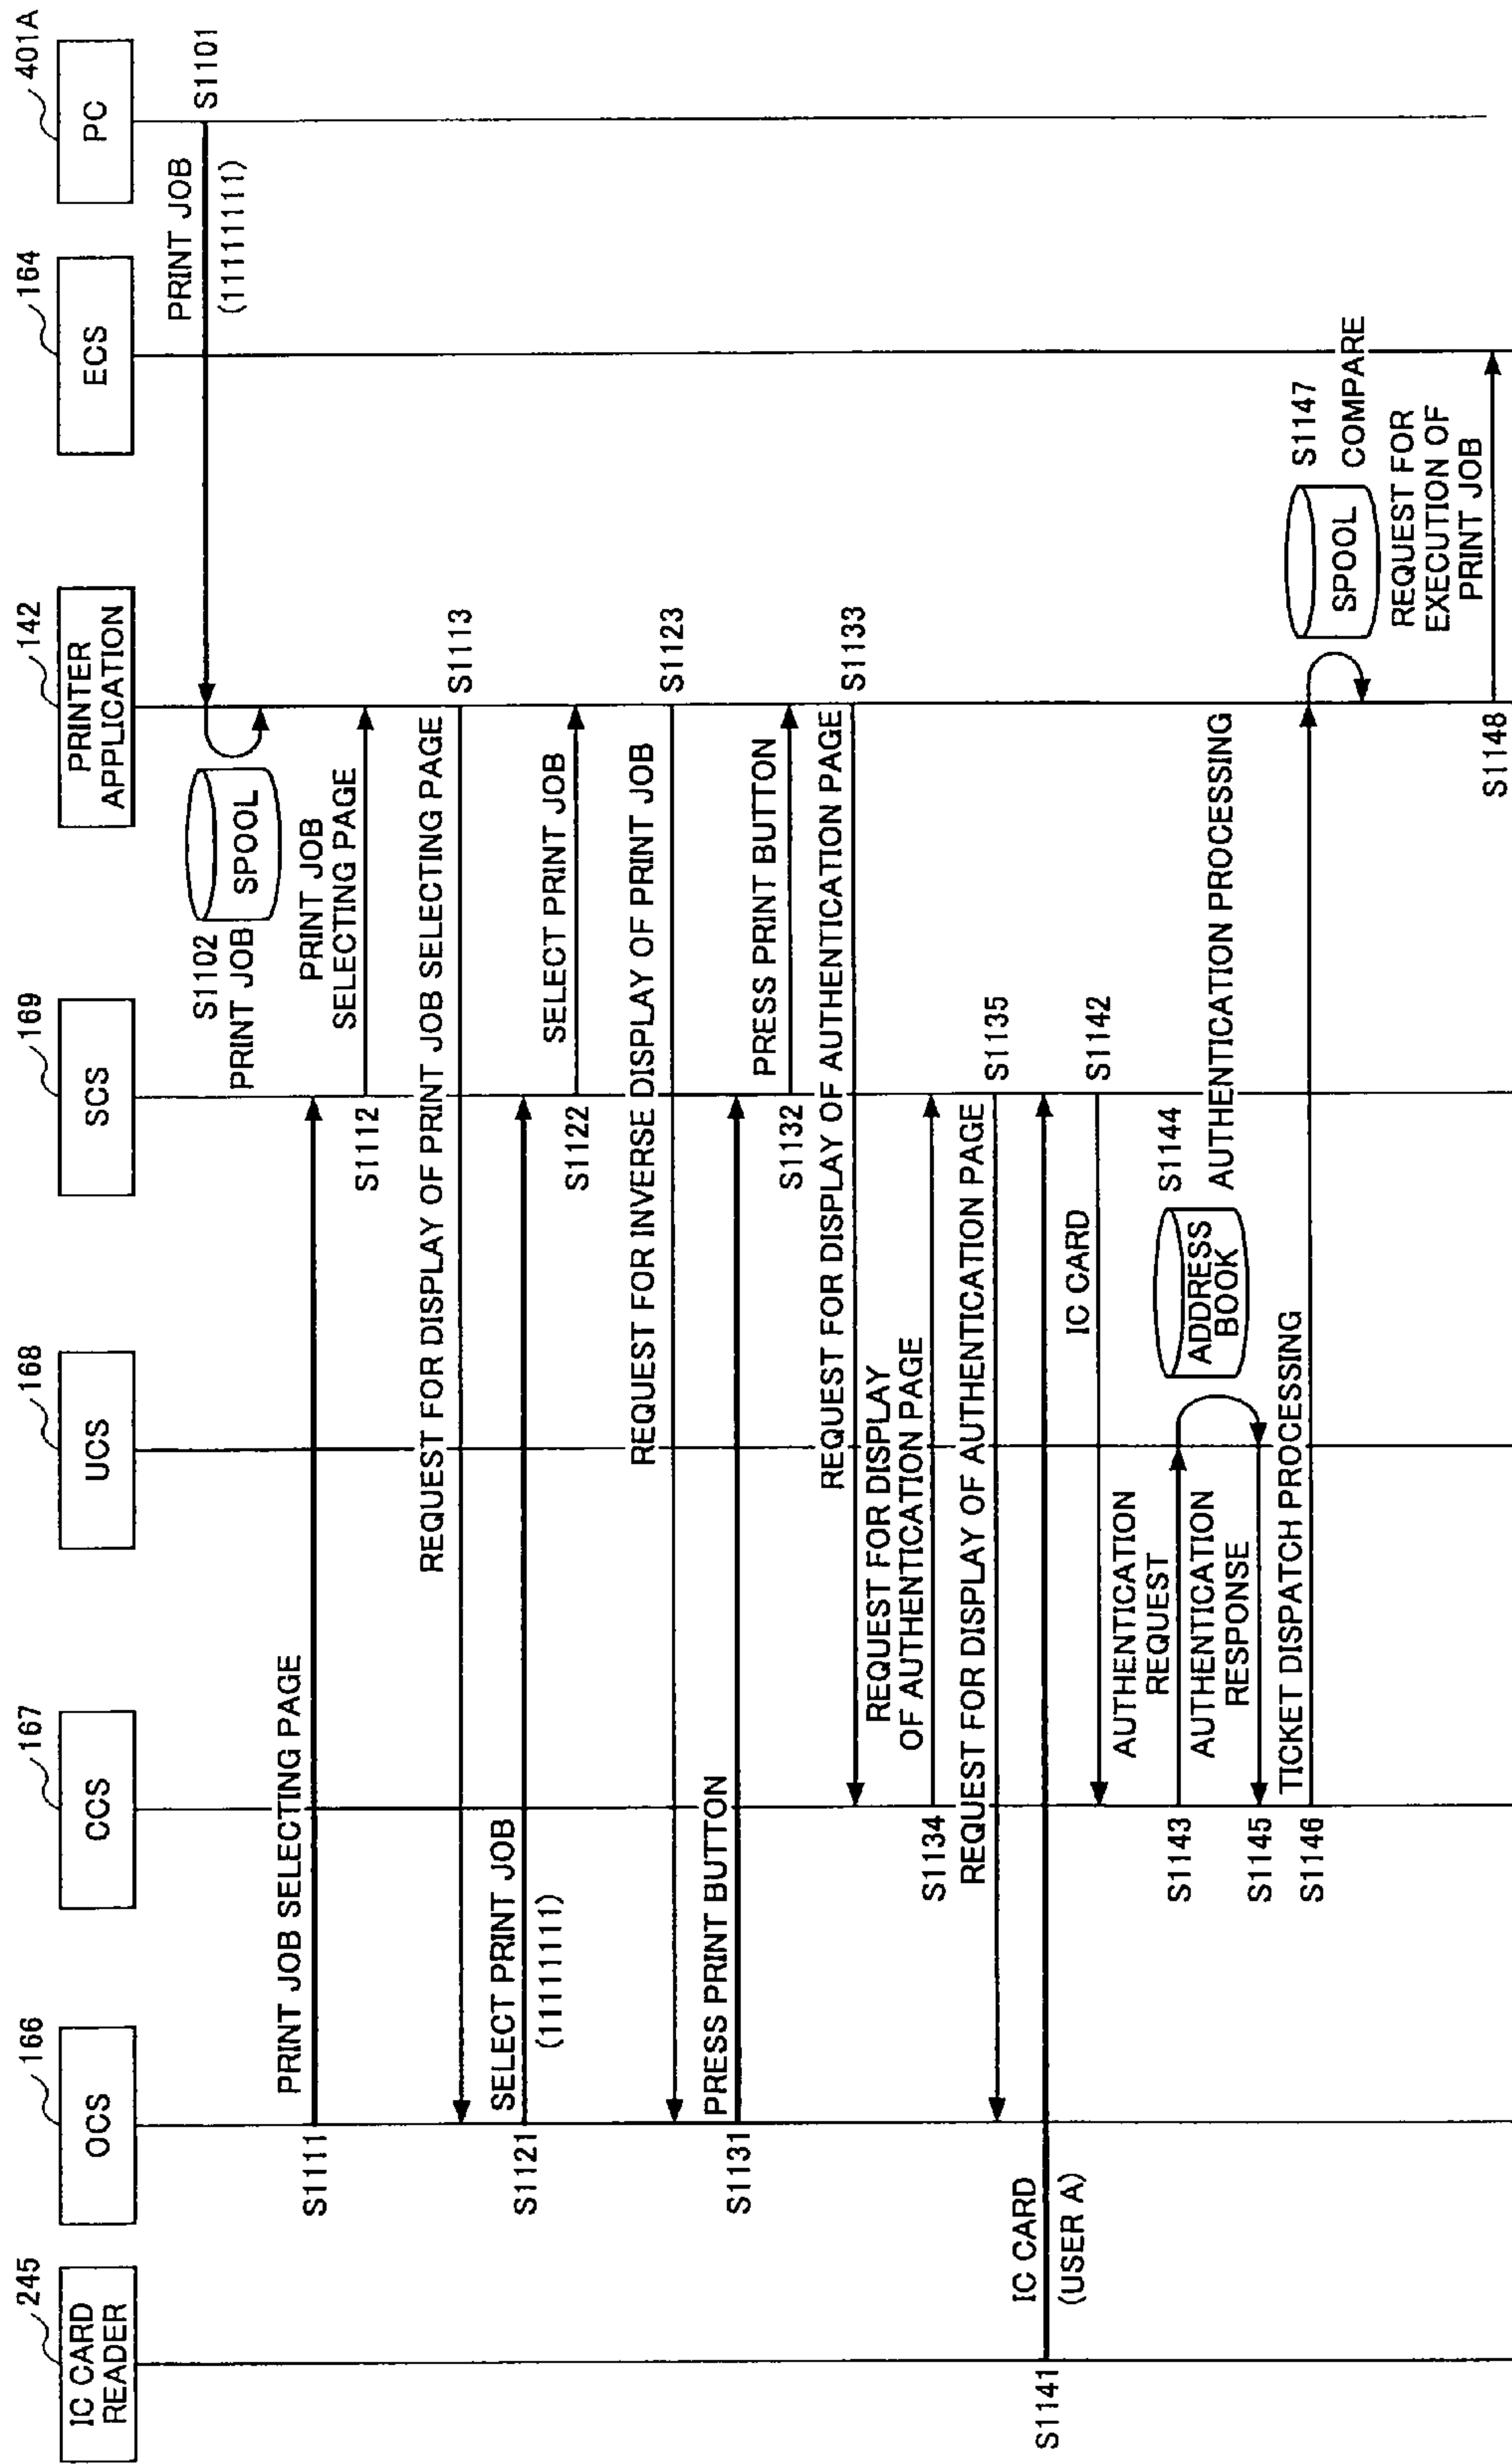 245
IC CARD
READER
166
OCS
167
CCS
168
UCS
169
SCS
142
PRINTER
APPLICATION
164
ECS
401A
PC
S1101
PRINT JOB
(11111111)
S1102
PRINT JOB
SPOOL
S1111
PRINT JOB SELECTING PAGE
S1112
PRINT JOB
SELECTING PAGE
REQUEST FOR DISPLAY OF PRINT JOB SELECTING PAGE
S1113
S1121
SELECT PRINT JOB
(11111111)
S1122
SELECT PRINT JOB
REQUEST FOR INVERSE DISPLAY OF PRINT JOB
S1123
S1131
PRESS PRINT BUTTON
S1132
PRESS PRINT BUTTON
REQUEST FOR DISPLAY OF AUTHENTICATION PAGE
S1133
S1134
REQUEST FOR DISPLAY
OF AUTHENTICATION PAGE
REQUEST FOR DISPLAY OF AUTHENTICATION PAGE
S1135
S1141
IC CARD
(USER A)
IC CARD
S1142
S1143
AUTHENTICATION
REQUEST
S1144
ADDRESS
BOOK
S1145
AUTHENTICATION
RESPONSE
S1146
TICKET DISPATCH PROCESSING
AUTHENTICATION PROCESSING
S1147
SPOOL
COMPARE
S1148
REQUEST FOR
EXECUTION OF
PRINT JOB